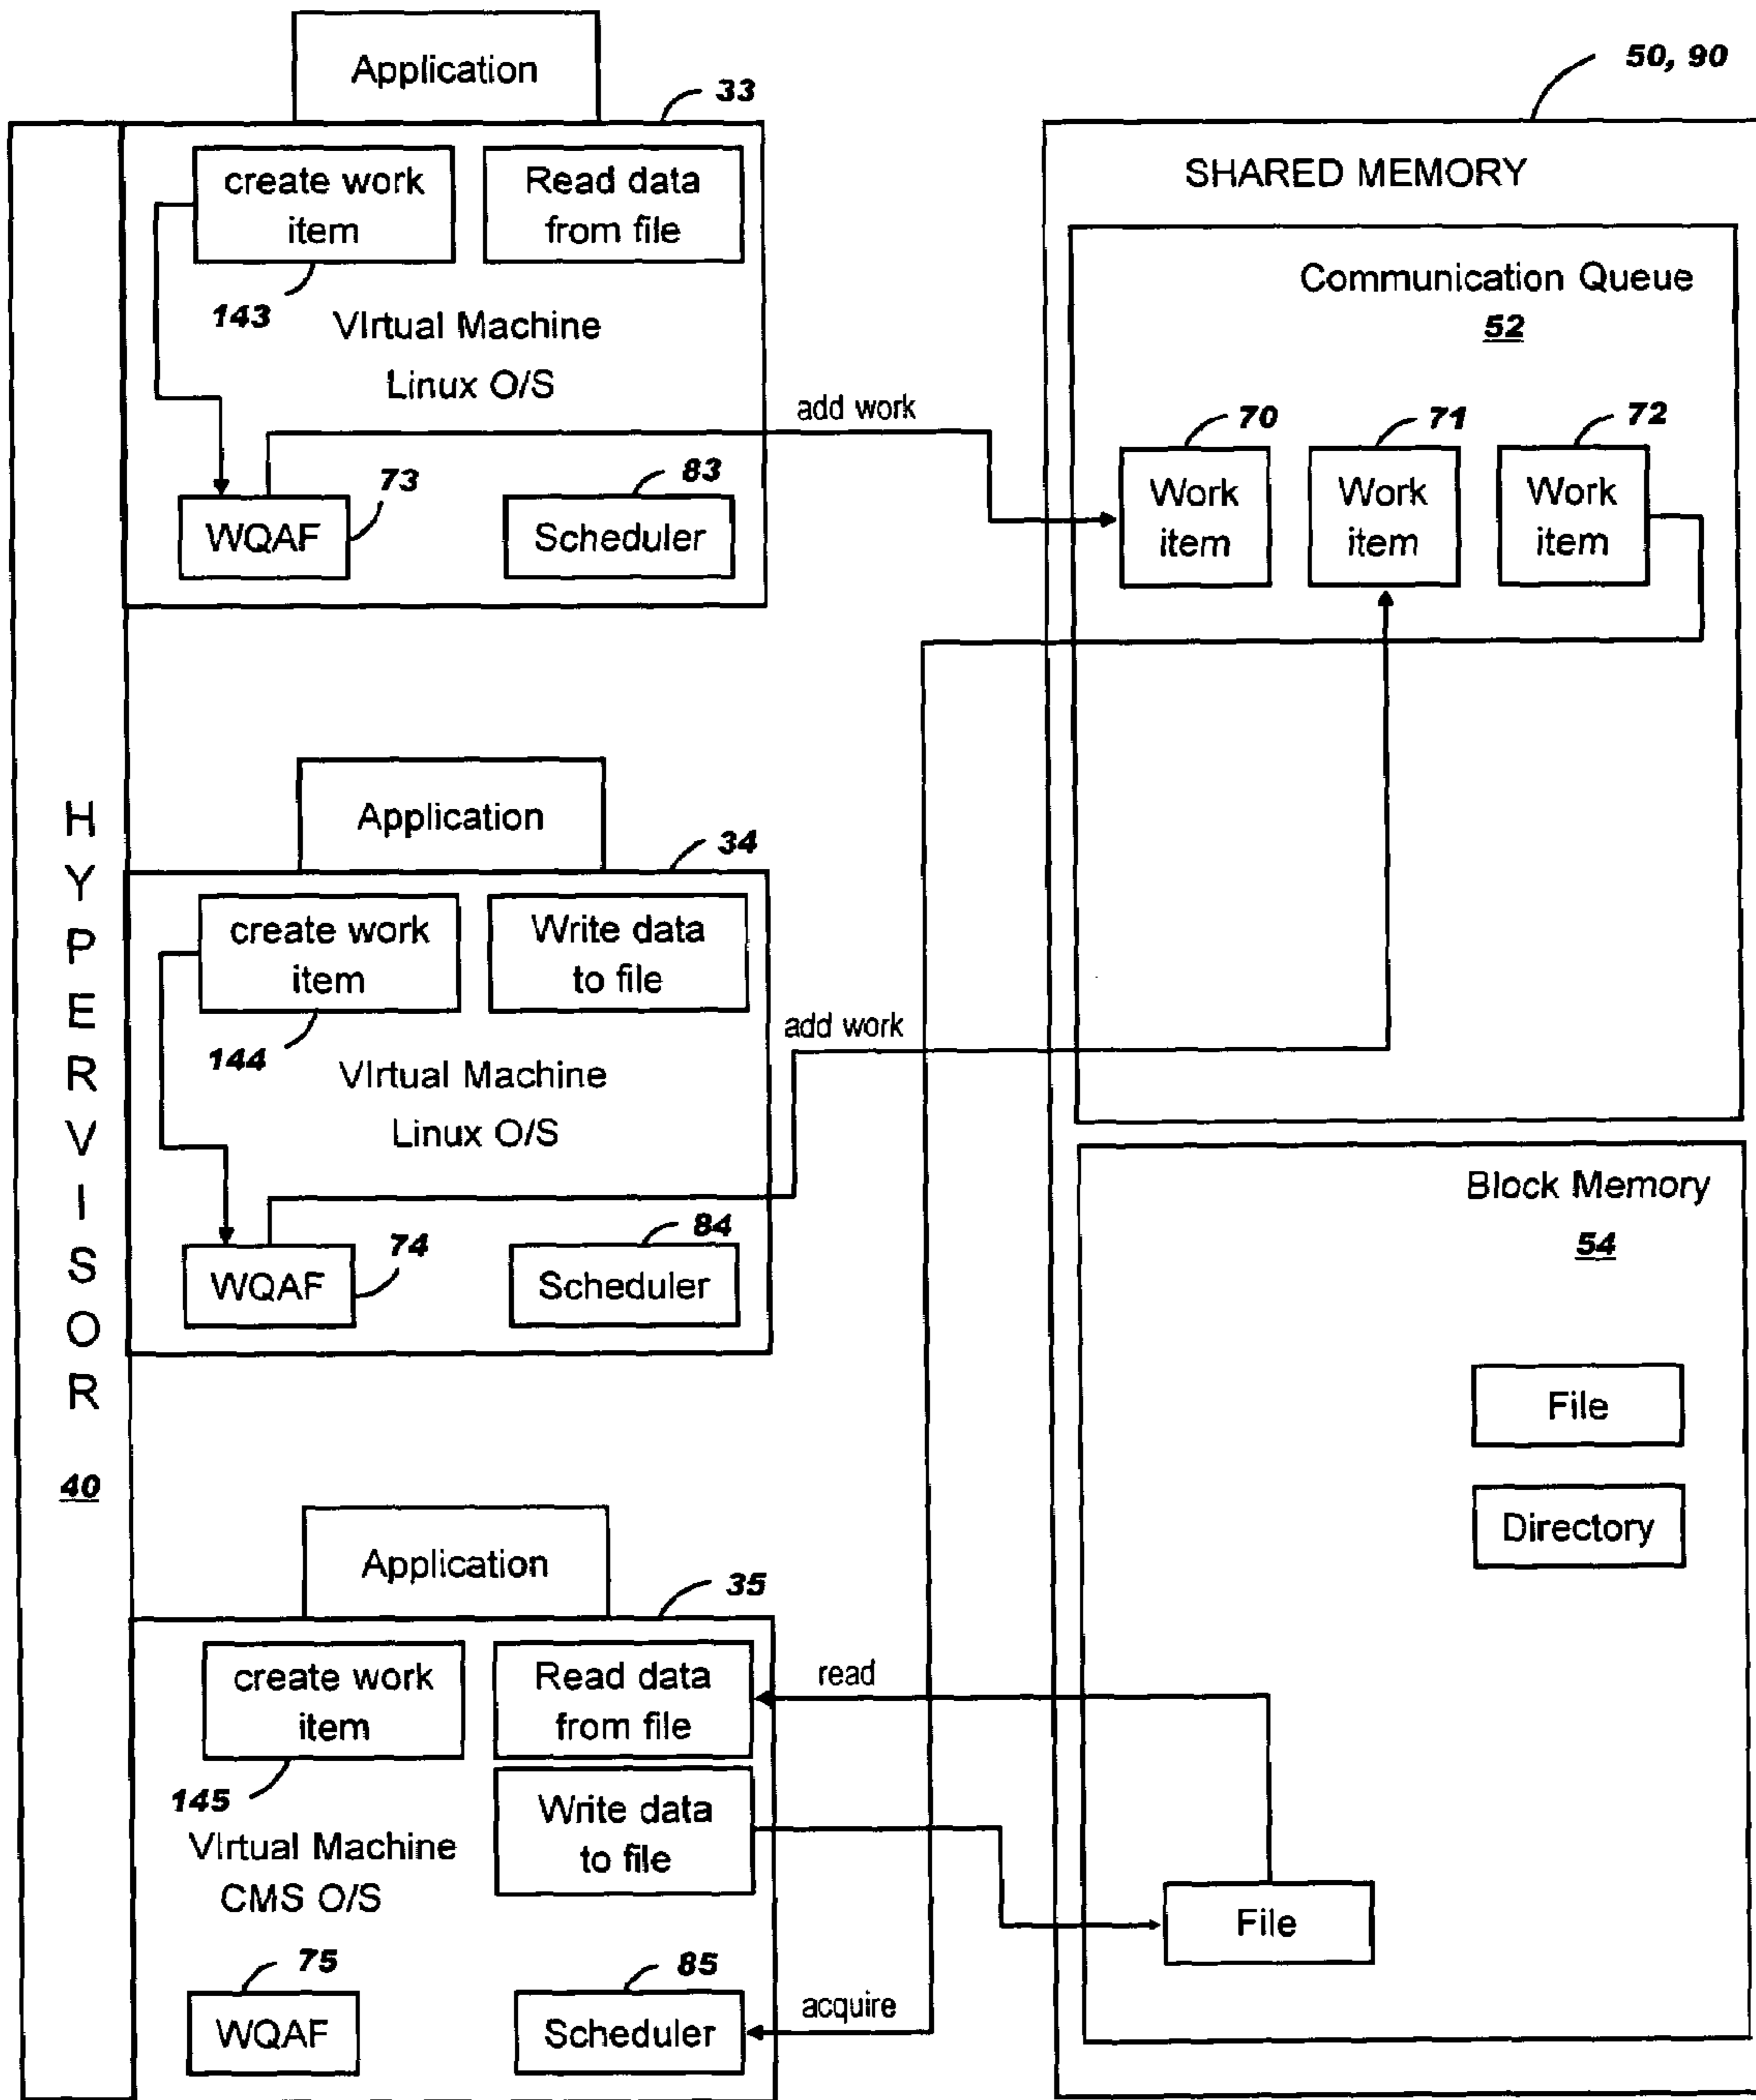 Application
33
create work
item
Read data
from file
143
VIrtual Machine
Linux O/S
add work
73
WQAF
83
Scheduler
50, 90
SHARED MEMORY
Communication Queue
52
70
Work
item
71
Work
item
72
Work
item
HYPERVISOR
40
Application
34
create work
item
Write data
to file
144
VIrtual Machine
Linux O/S
add work
74
WQAF
84
Scheduler
Block Memory
54
File
Directory
File
Application
35
create work
item
Read data
from file
read
145
Write data
to file
VIrtual Machine
CMS O/S
75
WQAF
85
Scheduler
acquire